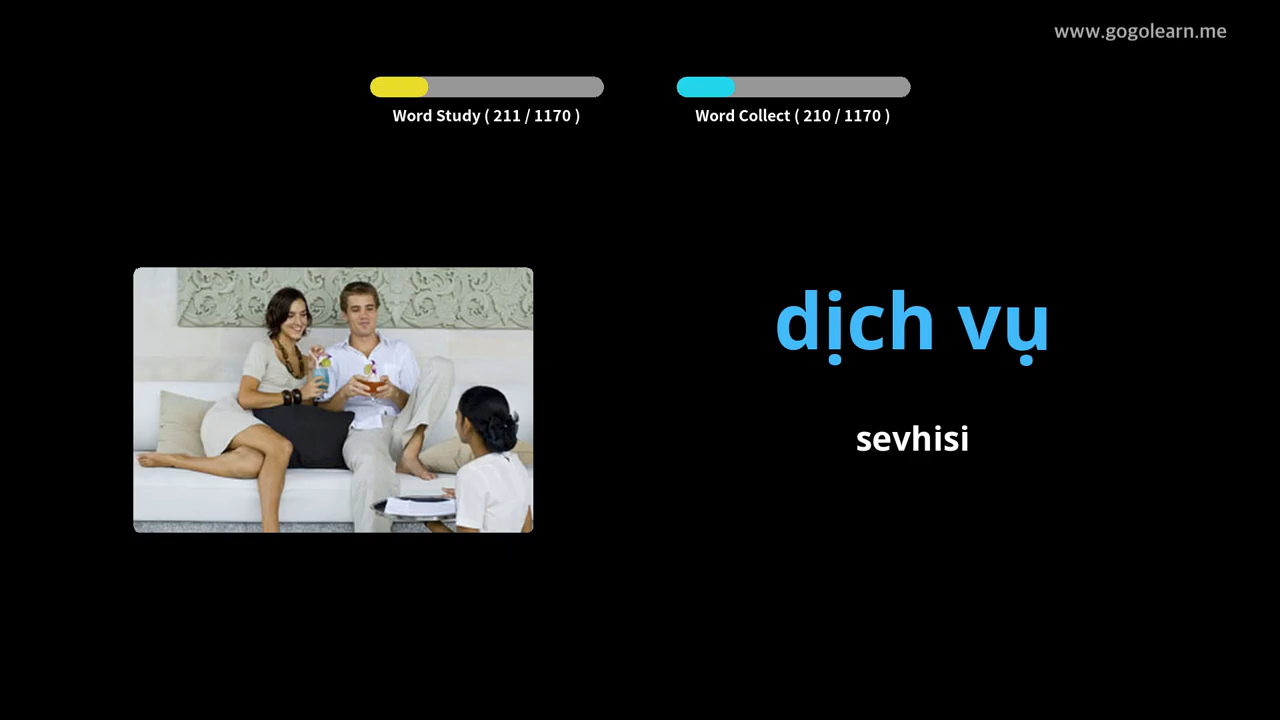 www.gogolearn.me
Word Study ( 211 / 1170 )
Word Collect ( 210 / 1170 )
dịch vụ
sevhisi